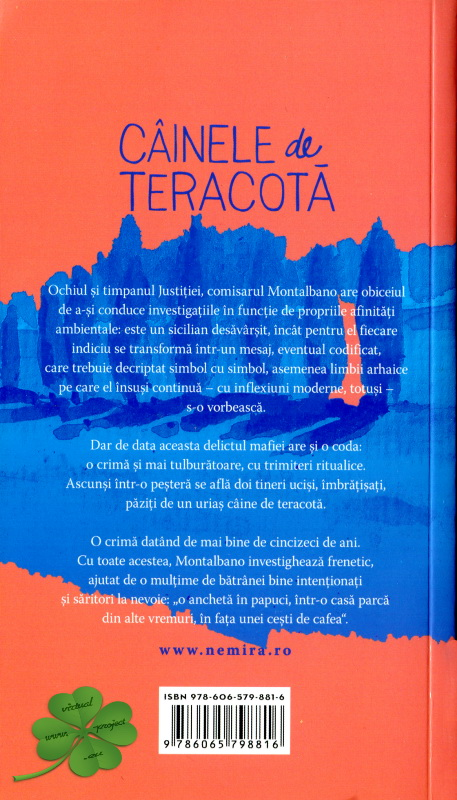 CÂINELE de
TERACOTĂ
Ochiul și timpanul Justiției, comisarul Montalbano are obiceiul
de a-și conduce investigațiile în funcție de propriile afinități
ambientale: este un sicilian desăvârșit, încât pentru el fiecare
indiciu se transformă într-un mesaj, eventual codificat,
care trebuie decriptat simbol cu simbol, asemenea limbii arhaice
pe care el însuși continuă – cu inflexiuni moderne, totuși –
s-o vorbească.
Dar de data aceasta delictul mafiei are și o coda:
o crimă și mai tulburătoare, cu trimiteri ritualice.
Ascunși într-o peșteră se află doi tineri uciși, îmbrățișați,
păziți de un uriaș câine de teracotă.
O crimă datând de mai bine de cincizeci de ani.
Cu toate acestea, Montalbano investighează frenetic,
ajutat de o mulțime de bătrânei bine intenționați
și săritori la nevoie: „o anchetă în papuci, într-o casă parcă
din alte vremuri, în fața unei cești de cafea“.
www.nemira.ro
ISBN 978-606-579-881-6
9 786065 798816
virtual
www project